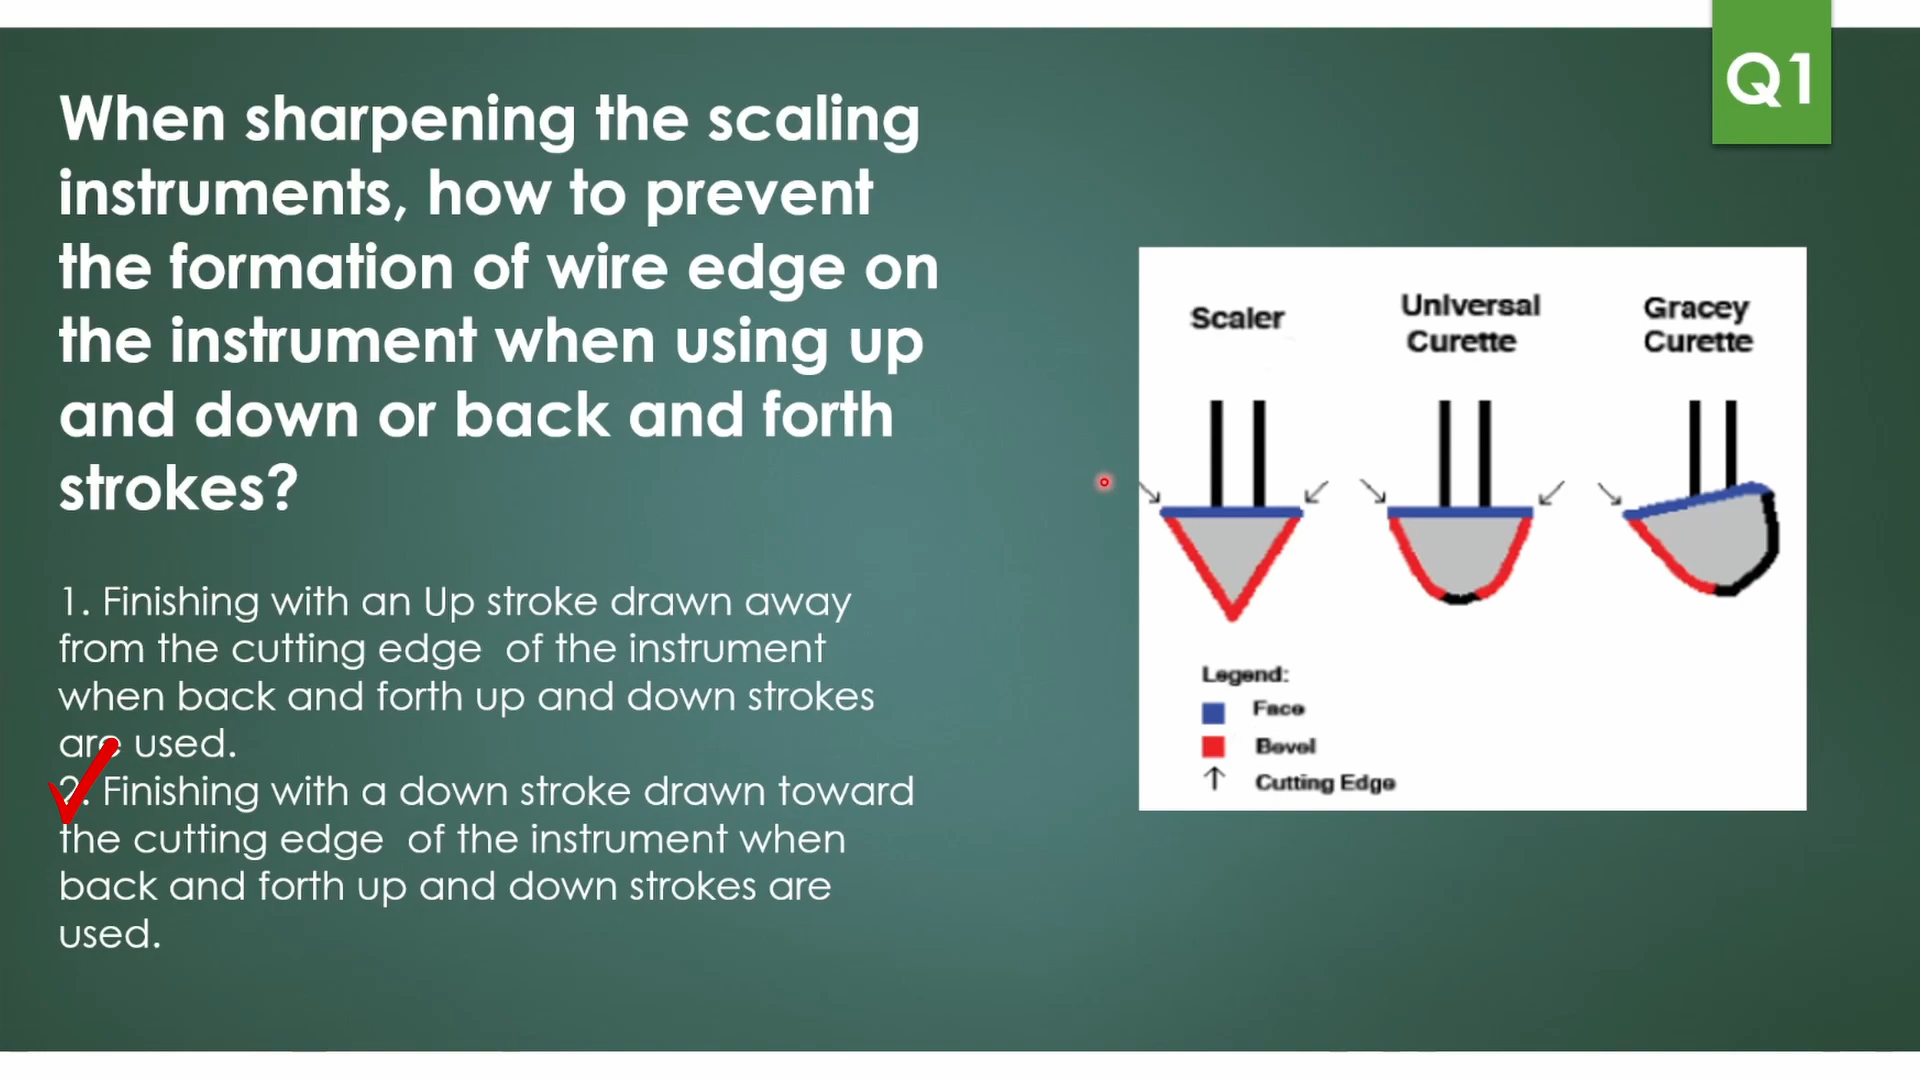 Q1
When sharpening the scaling
instruments, how to prevent
the formation of wire edge on
the instrument when using up
and down or back and forth
strokes?
1. Finishing with an Up stroke drawn away
from the cutting edge  of the instrument
when back and forth up and down strokes
are used.
2. Finishing with a down stroke drawn toward
the cutting edge  of the instrument when
back and forth up and down strokes are
used.
Scaler
Universal
Curette
Gracey
Curette
Legend:
Face
Bevel
Cutting Edge